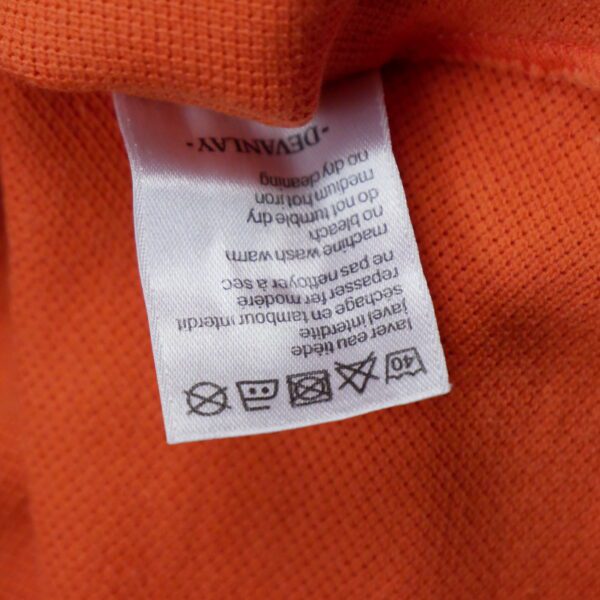 40
laver eau tiède
javel interdite
séchage en tambour interdit
repasser fer modéré
ne pas nettoyer à sec
machine wash warm
no bleach
do not tumble dry
medium hot iron
no dry cleaning
- DEVANLAY -